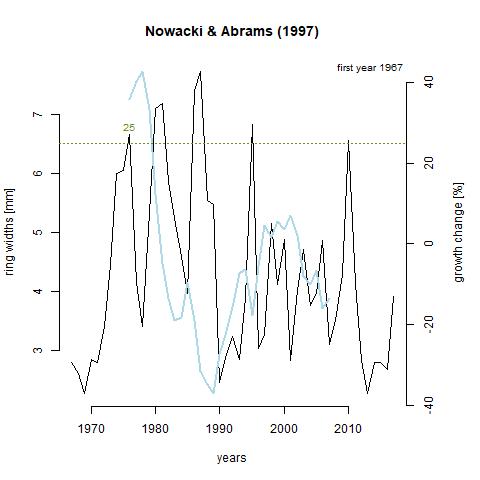 Nowacki & Abrams (1997)
first year 1967
25
7
6
5
4
3
ring widths [mm]
40
20
0
-20
-40
growth change [%]
1970 1980 1990 2000 2010
years